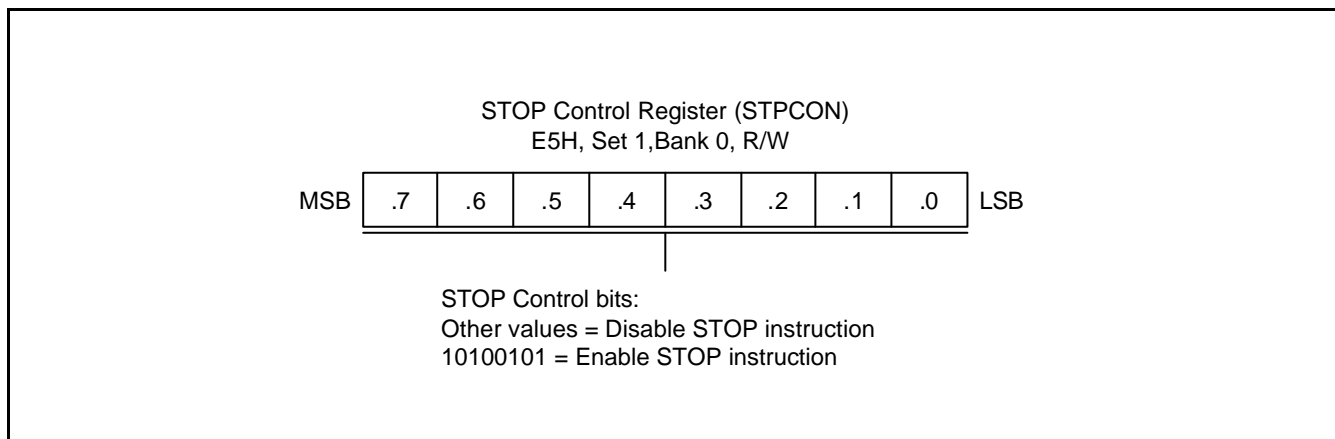 STOP Control Register (STPCON)
E5H, Set 1,Bank 0, R/W
MSB .7 .6 .5 .4 .3 .2 .1 .0 LSB
STOP Control bits:
Other values = Disable STOP instruction
10100101 = Enable STOP instruction